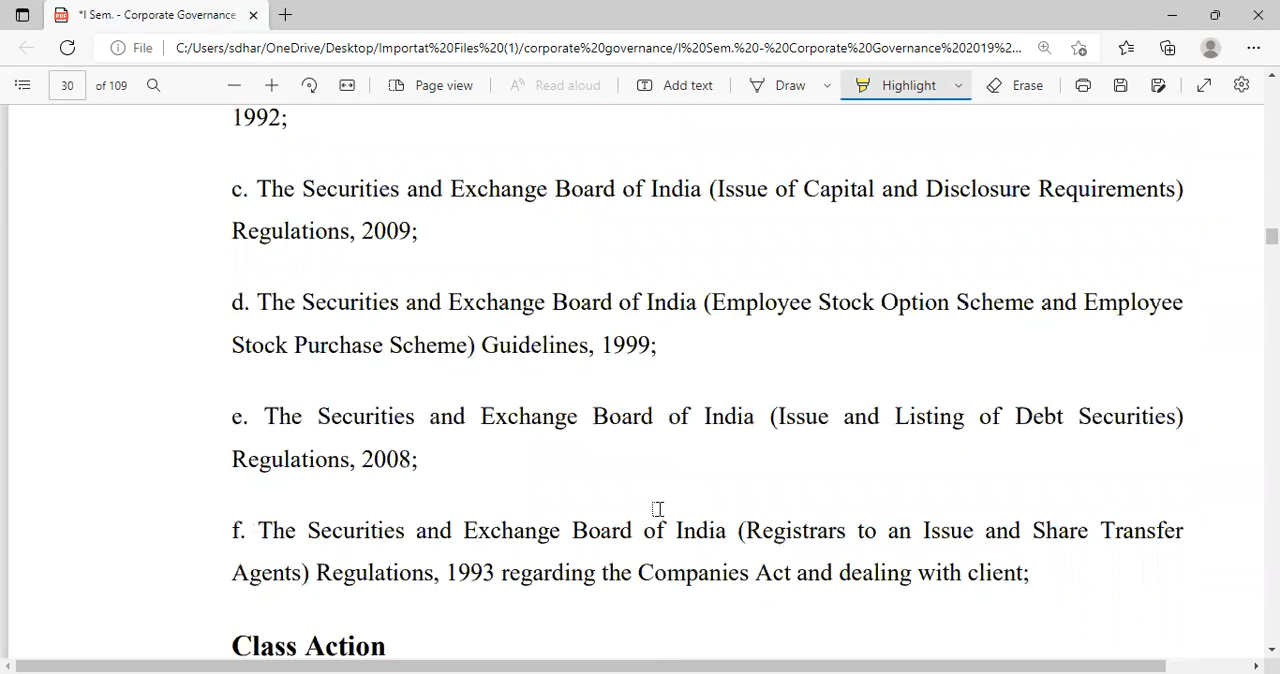 *I Sem. - Corporate Governance
File
C:/Users/sdhar/OneDrive/Desktop/Importat%20Files%20(1)/corporate%20governance/I%20Sem.%20-%20Corporate%20Governance%202019%2...
30 of 109
Page view
Read aloud
Add text
Draw
Highlight
Erase
1992;
c. The Securities and Exchange Board of India (Issue of Capital and Disclosure Requirements)
Regulations, 2009;
d. The Securities and Exchange Board of India (Employee Stock Option Scheme and Employee
Stock Purchase Scheme) Guidelines, 1999;
e. The Securities and Exchange Board of India (Issue and Listing of Debt Securities)
Regulations, 2008;
f. The Securities and Exchange Board of India (Registrars to an Issue and Share Transfer
Agents) Regulations, 1993 regarding the Companies Act and dealing with client;
Class Action